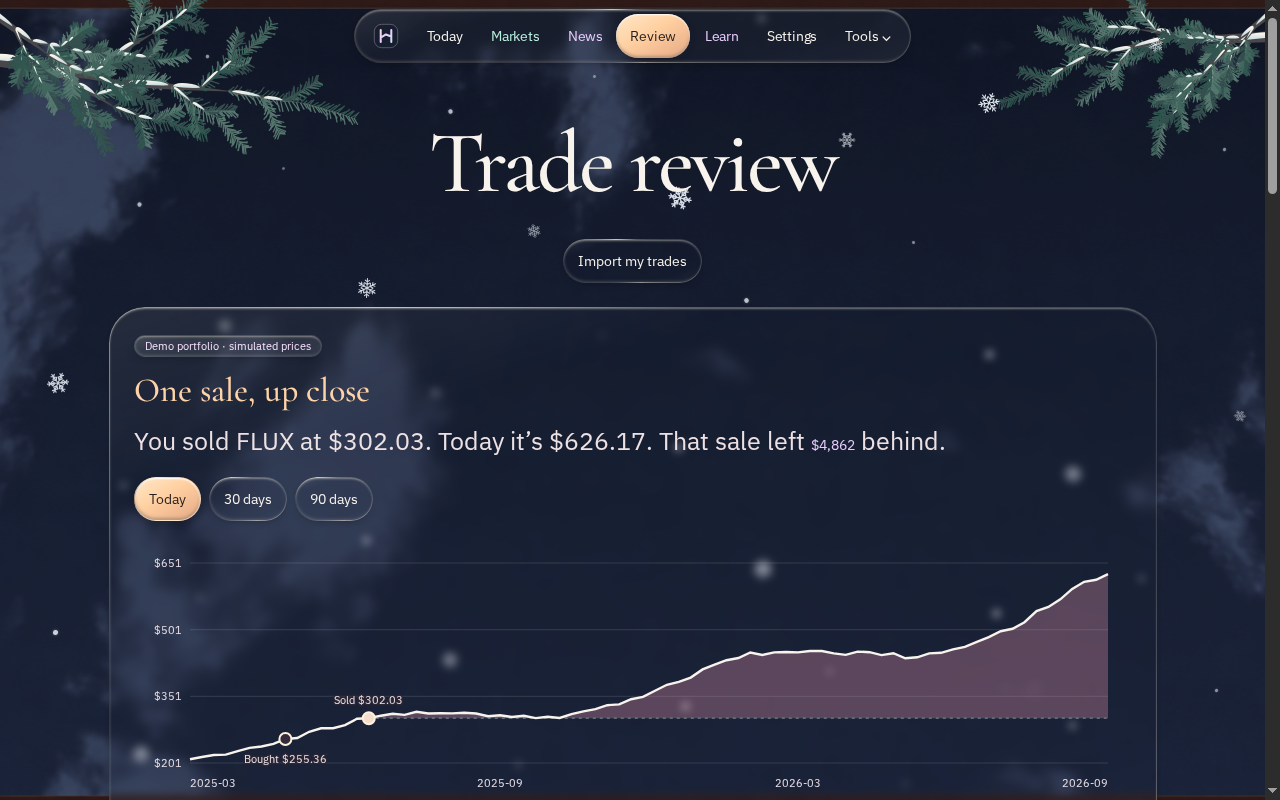 Today Markets News Review Learn Settings Tools
Trade review
Import my trades
Demo portfolio · simulated prices
One sale, up close
You sold FLUX at $302.03. Today it’s $626.17. That sale left $4,862 behind.
Today 30 days 90 days
$651
$501
$351
$201
Sold $302.03
Bought $255.36
2025-03 2025-09 2026-03 2026-09